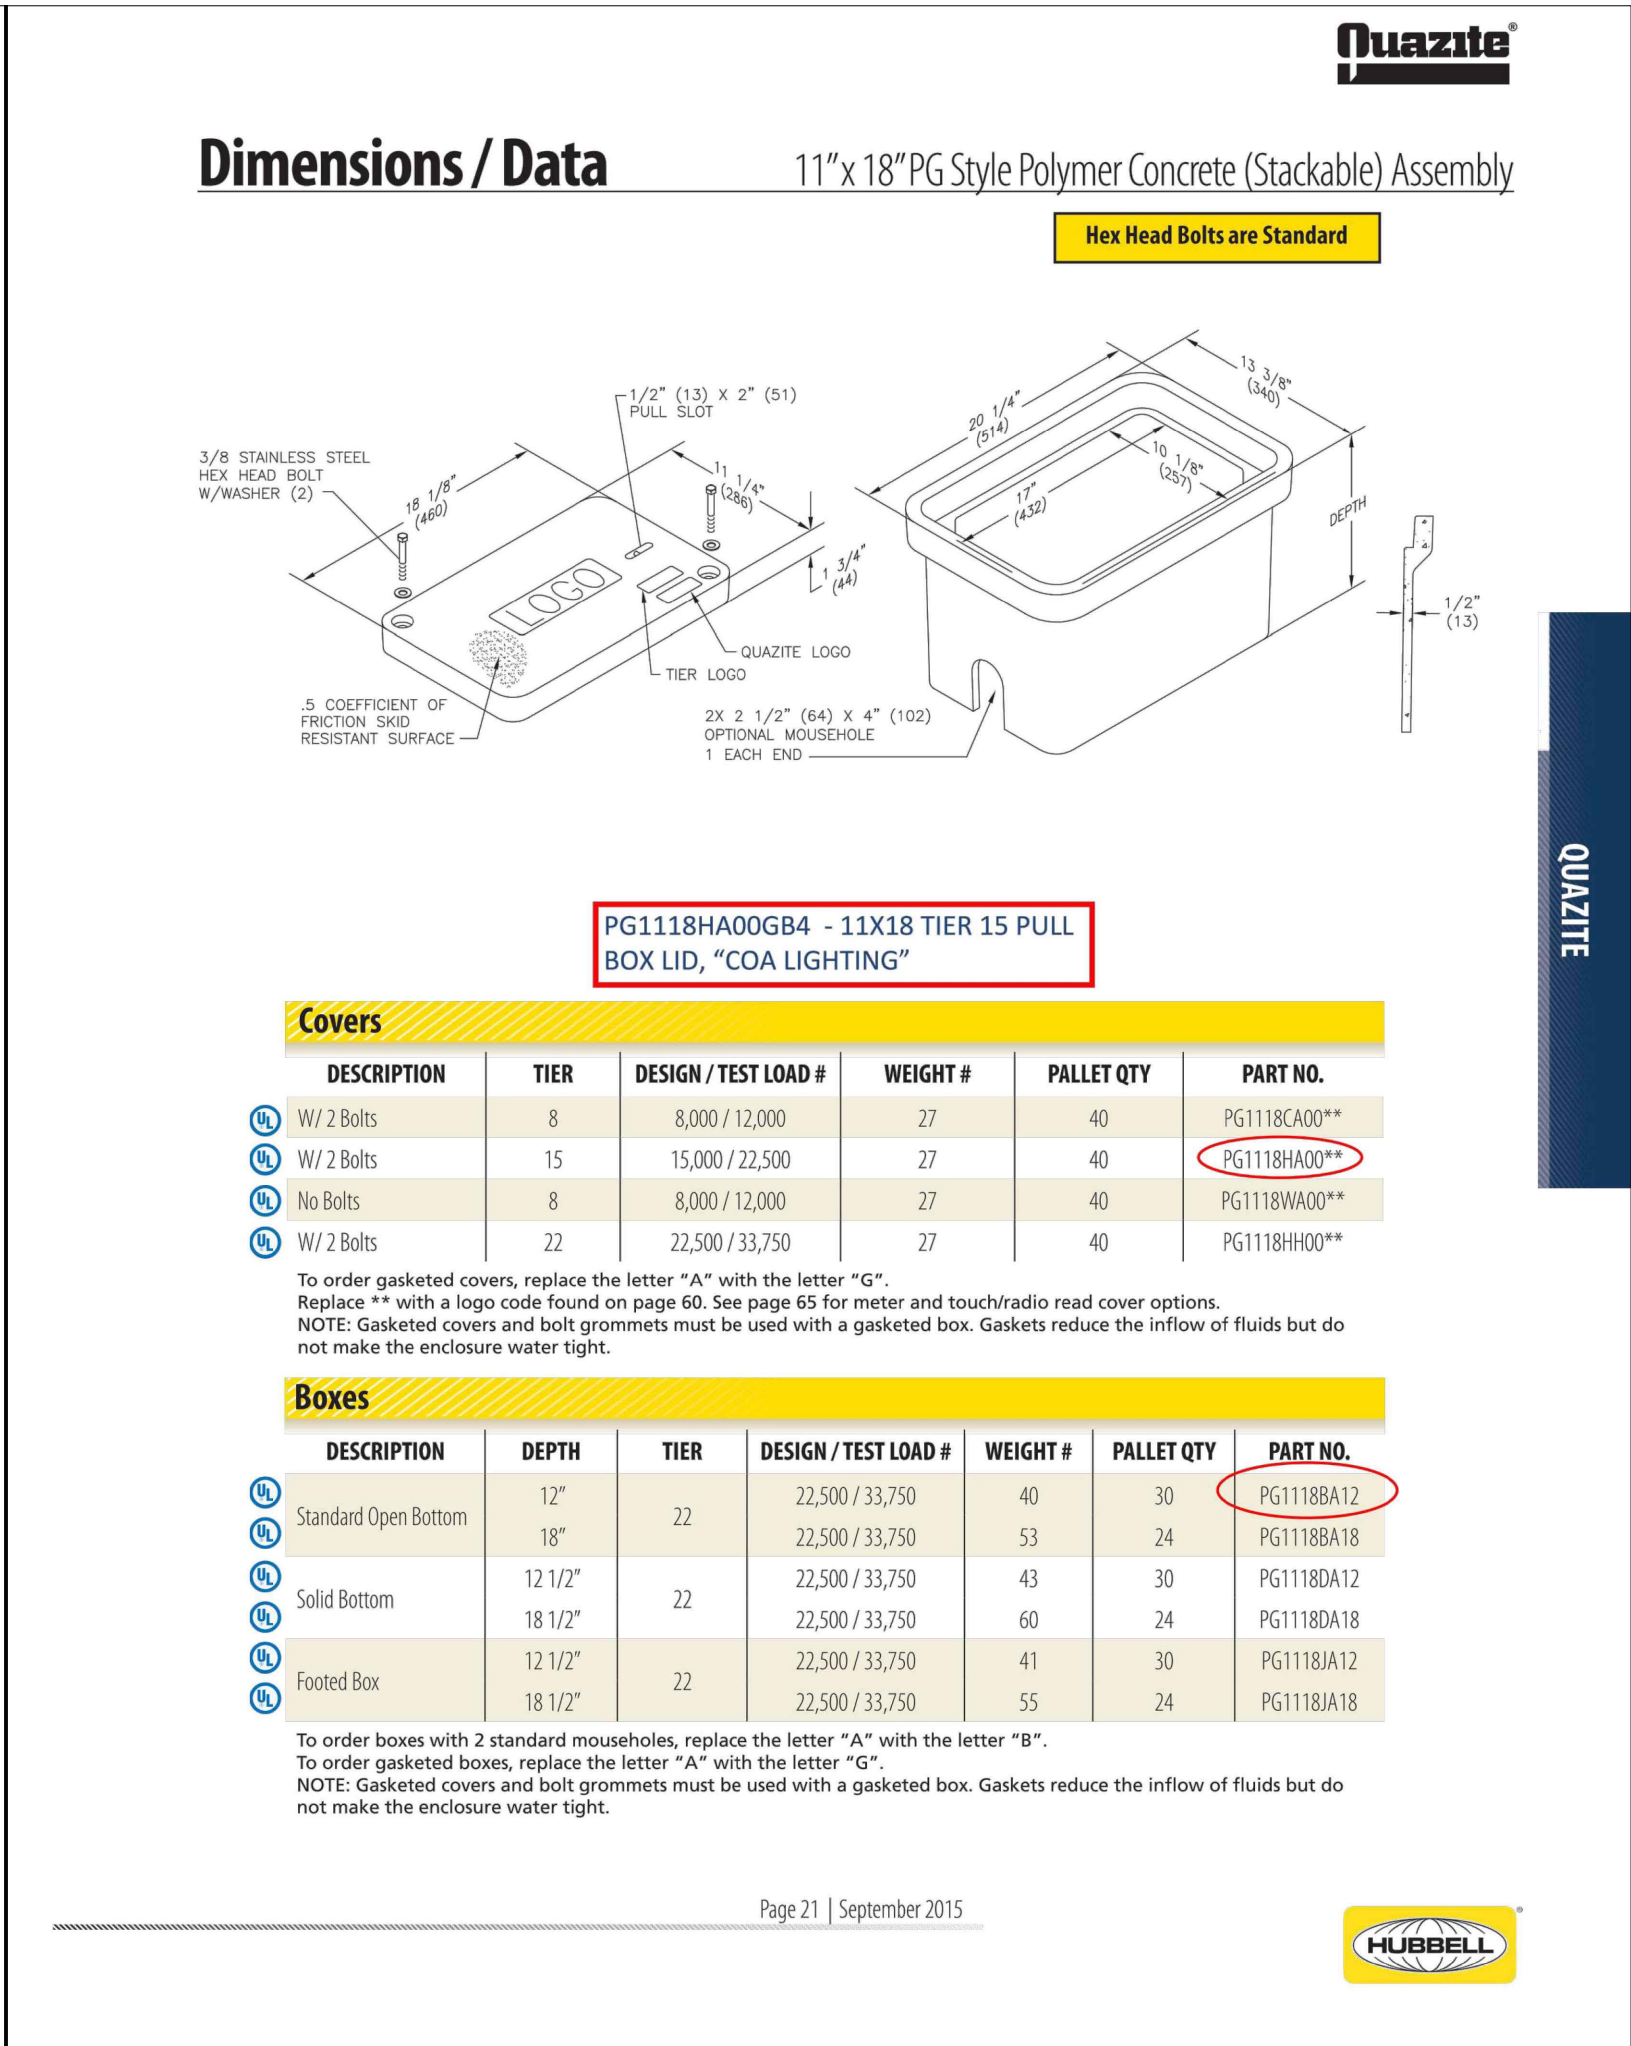 Quazite®
Dimensions / Data
11”x 18”PG Style Polymer Concrete (Stackable) Assembly
Hex Head Bolts are Standard
1/2” (13) X 2” (51)
PULL SLOT
3/8 STAINLESS STEEL
HEX HEAD BOLT
W/WASHER (2)
18 1/8”
(460)
11 1/4”
(286)
1 3/4”
(44)
LOGO
QUAZITE LOGO
TIER LOGO
.5 COEFFICIENT OF
FRICTION SKID
RESISTANT SURFACE
20 1/4”
(514)
13 3/8”
(340)
10 1/8”
(257)
17”
(432)
DEPTH
1/2”
(13)
2X 2 1/2” (64) X 4” (102)
OPTIONAL MOUSEHOLE
1 EACH END
QUAZITE
PG1118HA00GB4 - 11X18 TIER 15 PULL
BOX LID, “COA LIGHTING”
Covers
DESCRIPTION TIER DESIGN / TEST LOAD # WEIGHT # PALLET QTY PART NO.
UL W/ 2 Bolts 8 8,000 / 12,000 27 40 PG1118CA00**
UL W/ 2 Bolts 15 15,000 / 22,500 27 40 PG1118HA00**
UL No Bolts 8 8,000 / 12,000 27 40 PG1118WA00**
UL W/ 2 Bolts 22 22,500 / 33,750 27 40 PG1118HH00**
To order gasketed covers, replace the letter “A” with the letter “G”.
Replace ** with a logo code found on page 60. See page 65 for meter and touch/radio read cover options.
NOTE: Gasketed covers and bolt grommets must be used with a gasketed box. Gaskets reduce the inflow of fluids but do
not make the enclosure water tight.
Boxes
DESCRIPTION DEPTH TIER DESIGN / TEST LOAD # WEIGHT # PALLET QTY PART NO.
UL Standard Open Bottom 12” 22 22,500 / 33,750 40 30 PG1118BA12
UL 18” 22,500 / 33,750 53 24 PG1118BA18
UL Solid Bottom 12 1/2” 22 22,500 / 33,750 43 30 PG1118DA12
UL 18 1/2” 22,500 / 33,750 60 24 PG1118DA18
UL Footed Box 12 1/2” 22 22,500 / 33,750 41 30 PG1118JA12
UL 18 1/2” 22,500 / 33,750 55 24 PG1118JA18
To order boxes with 2 standard mouseholes, replace the letter “A” with the letter “B”.
To order gasketed boxes, replace the letter “A” with the letter “G”.
NOTE: Gasketed covers and bolt grommets must be used with a gasketed box. Gaskets reduce the inflow of fluids but do
not make the enclosure water tight.
Page 21 | September 2015
HUBBELL®